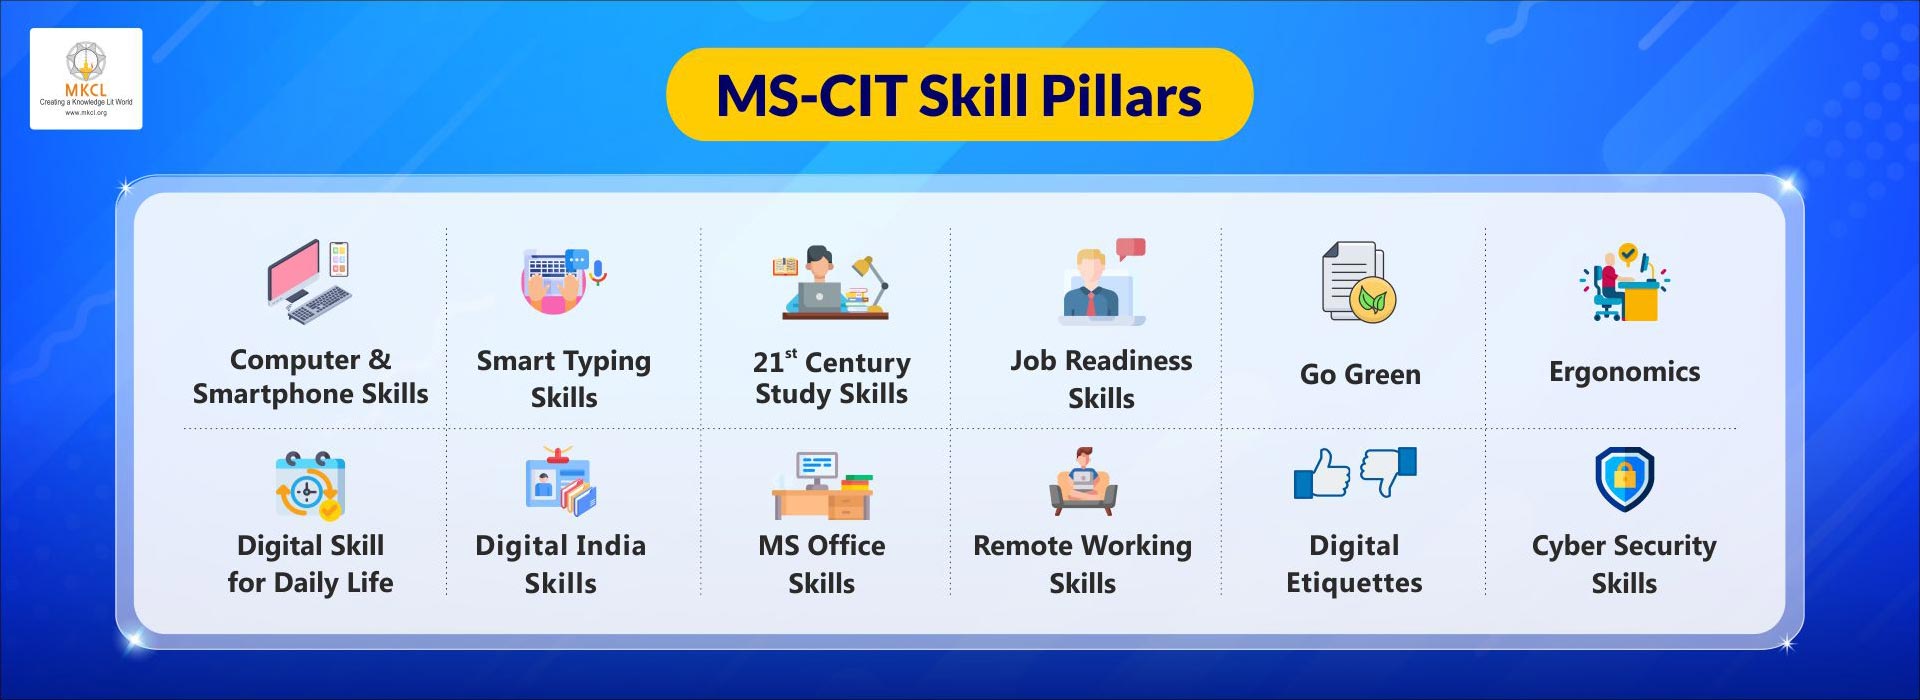 MKCL
Creating a Knowledge Lit World
www.mkcl.org
MS-CIT Skill Pillars
Computer &
Smartphone Skills
Smart Typing
Skills
21st Century
Study Skills
Job Readiness
Skills
Go Green
Ergonomics
Digital Skill
for Daily Life
Digital India
Skills
MS Office
Skills
Remote Working
Skills
Digital
Etiquettes
Cyber Security
Skills